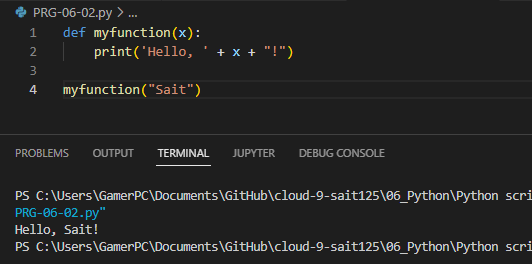 PRG-06-02.py > ...
1 def myfunction(x):
2     print('Hello, ' + x + "!")
3
4 myfunction("Sait")
PROBLEMS OUTPUT TERMINAL JUPYTER DEBUG CONSOLE
PS C:\Users\GamerPC\Documents\GitHub\cloud-9-sait125\06_Python\Python scri
PRG-06-02.py"
Hello, Sait!
PS C:\Users\GamerPC\Documents\GitHub\cloud-9-sait125\06_Python\Python scri